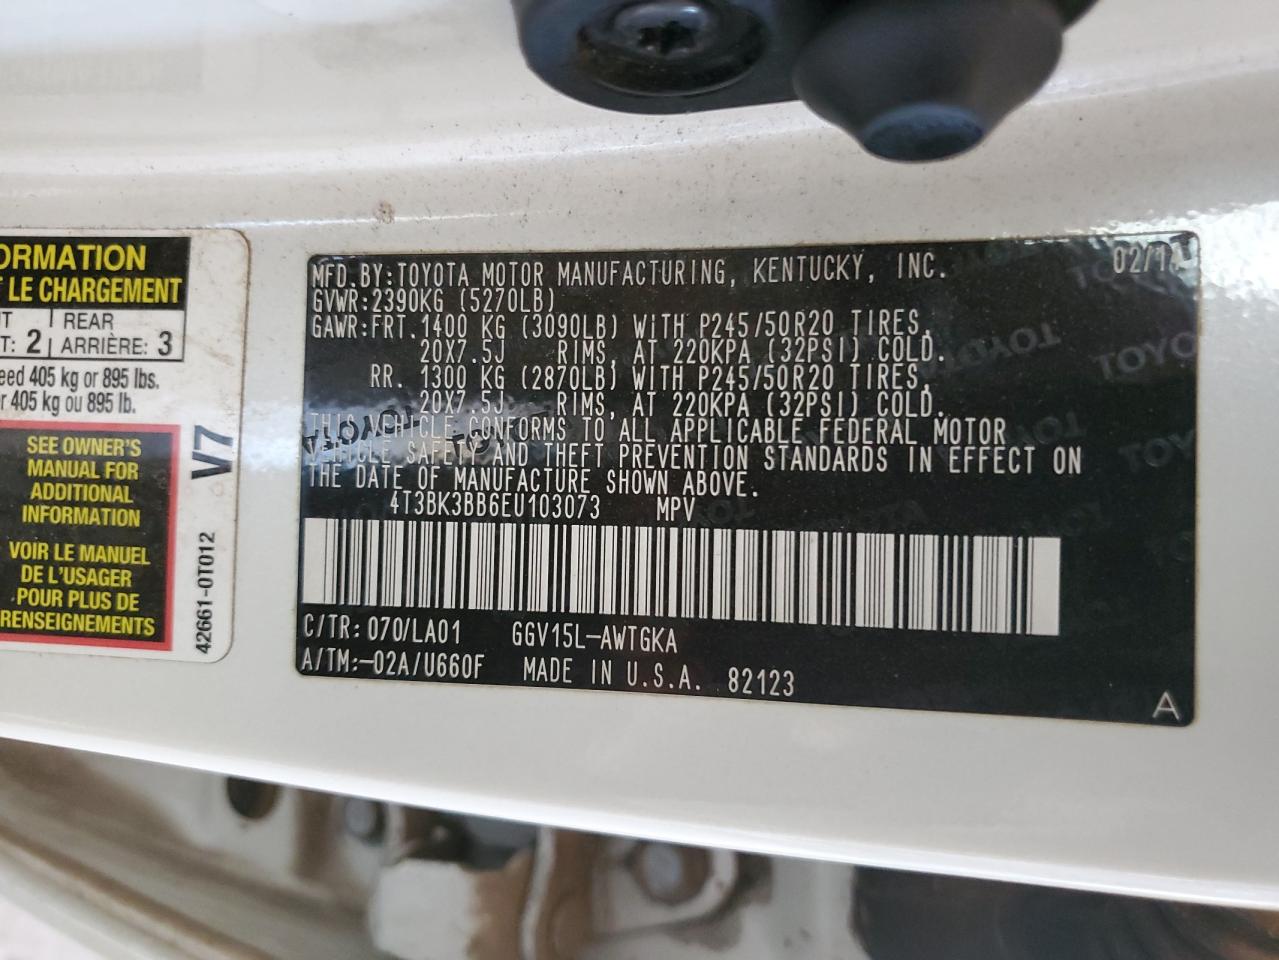 ORMATION
LE CHARGEMENT
REAR
2 ARRIÈRE: 3
405 kg or 895 lbs.
405 kg ou 895 lb.
SEE OWNER'S
MANUAL FOR
ADDITIONAL
INFORMATION
VOIR LE MANUEL
DE L'USAGER
POUR PLUS DE
RENSEIGNEMENTS
V7
42661-0T012
MFD.BY:TOYOTA MOTOR MANUFACTURING, KENTUCKY, INC.
GVWR:2390KG (5270LB)
GAWR:FRT.1400 KG (3090LB) WITH P245/50R20 TIRES,
20X7.5J RIMS, AT 220KPA (32PSI) COLD.
RR. 1300 KG (2870LB) WITH P245/50R20 TIRES,
20X7.5J RIMS, AT 220KPA (32PSI) COLD.
THIS VEHICLE CONFORMS TO ALL APPLICABLE FEDERAL MOTOR
VEHICLE SAFETY AND THEFT PREVENTION STANDARDS IN EFFECT ON
THE DATE OF MANUFACTURE SHOWN ABOVE.
4T3BK3BB6EU103073 MPV
C/TR:070/LA01 GGV15L-AWTGKA
A/TM:-02A/U660F MADE IN U.S.A. 82123
A